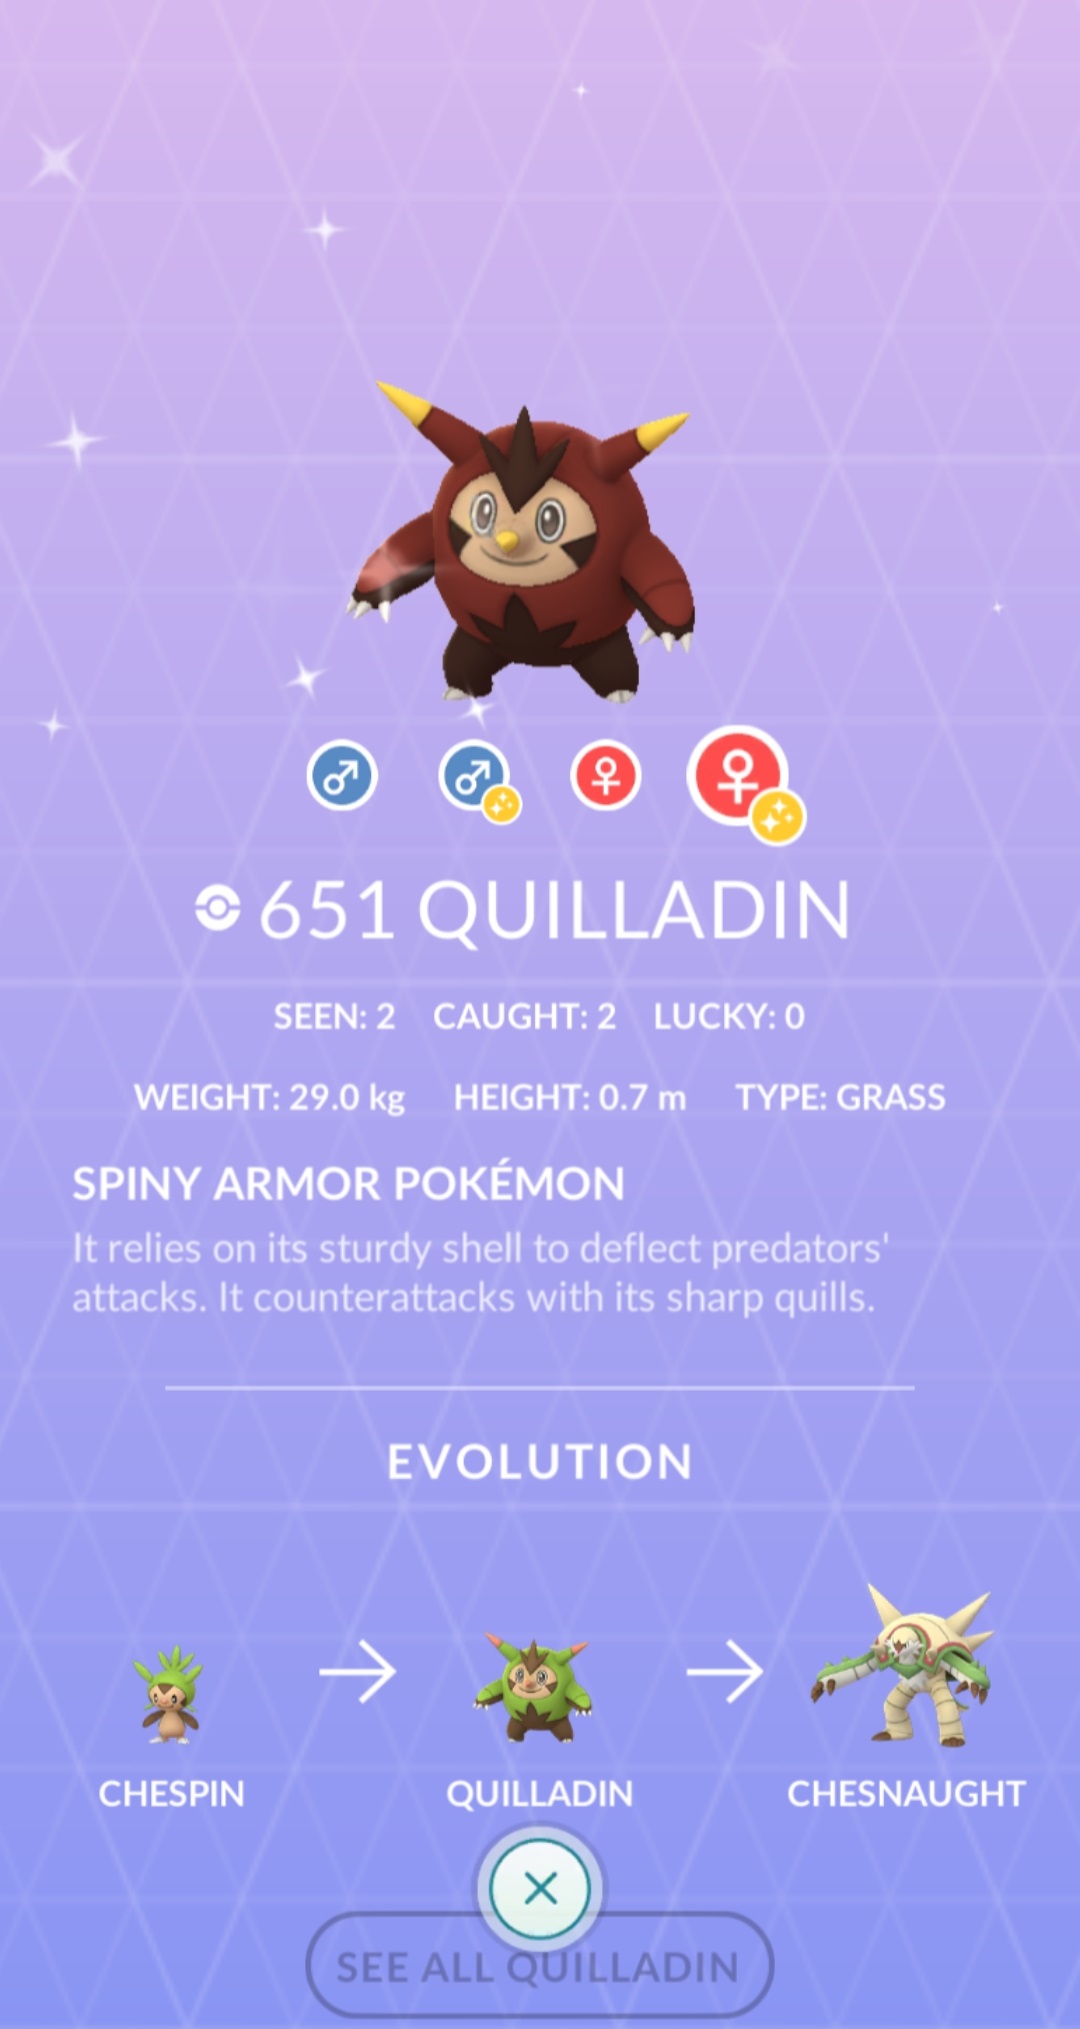 651 QUILLADIN
SEEN: 2 CAUGHT: 2 LUCKY: 0
WEIGHT: 29.0 kg HEIGHT: 0.7 m TYPE: GRASS
SPINY ARMOR POKÉMON
It relies on its sturdy shell to deflect predators'
attacks. It counterattacks with its sharp quills.
EVOLUTION
CHESPIN QUILLADIN CHESNAUGHT
SEE ALL QUILLADIN